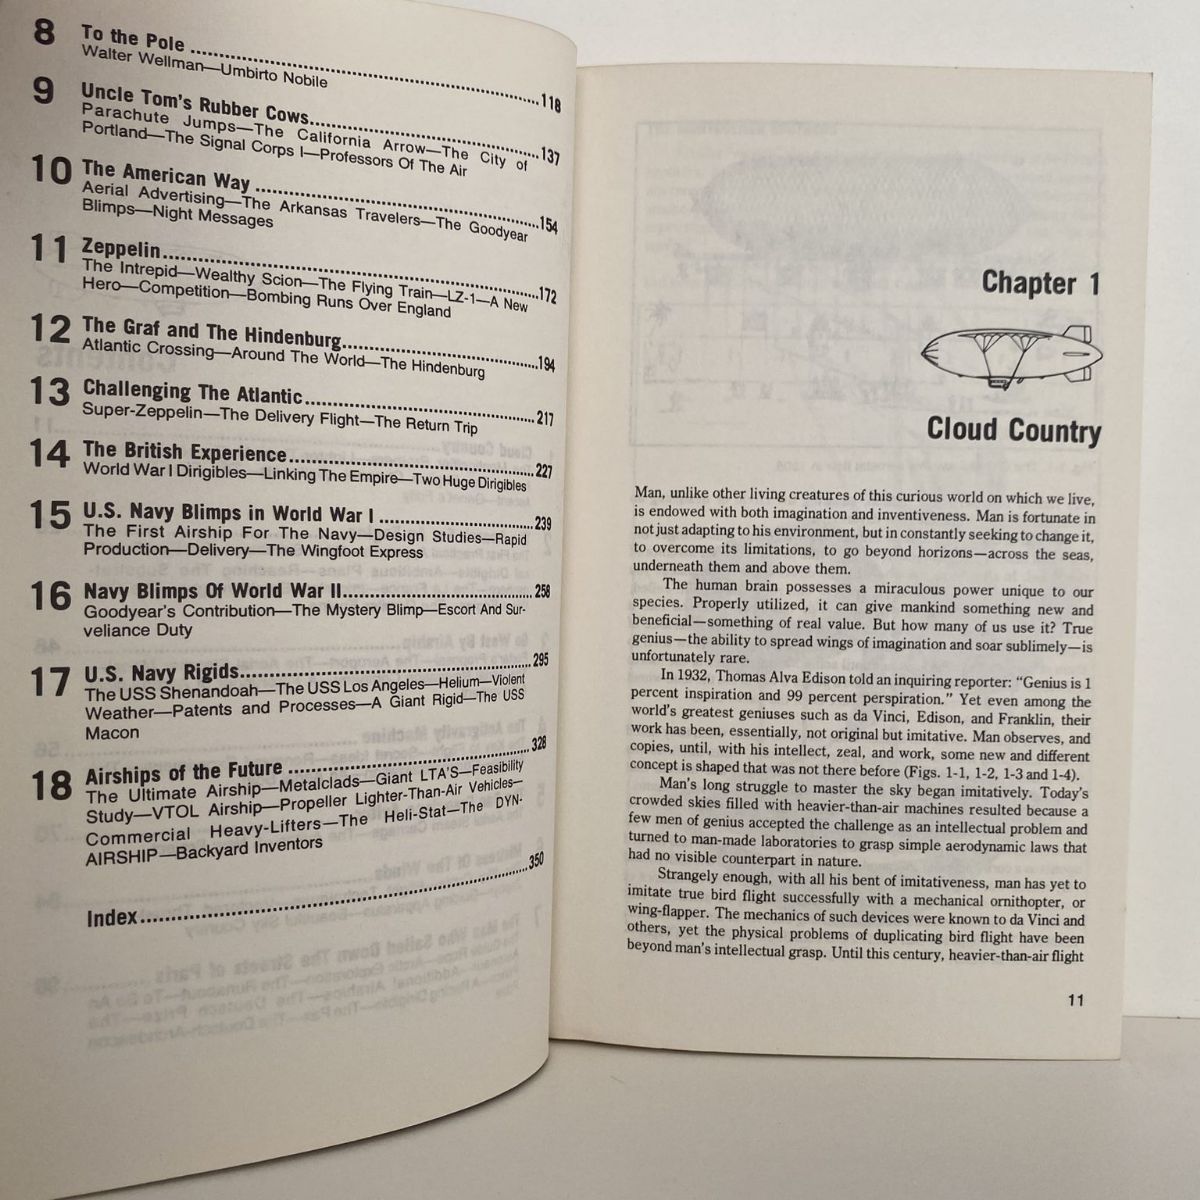 8 To the Pole ........................................118
Walter Wellman—Umbirto Nobile
9 Uncle Tom's Rubber Cows........................................137
Parachute Jumps—The California Arrow—The City of
Portland—The Signal Corps I—Professors Of The Air
10 The American Way ........................................154
Aerial Advertising—The Arkansas Travelers—The Goodyear
Blimps—Night Messages
11 Zeppelin........................................172
The Intrepid—Wealthy Scion—The Flying Train—LZ-1—A New
Hero—Competition—Bombing Runs Over England
12 The Graf and The Hindenburg........................................194
Atlantic Crossing—Around The World—The Hindenburg
13 Challenging The Atlantic........................................217
Super-Zeppelin—The Delivery Flight—The Return Trip
14 The British Experience........................................227
World War I Dirigibles—Linking The Empire—Two Huge Dirigibles
15 U.S. Navy Blimps in World War I ........................................239
The First Airship For The Navy—Design Studies—Rapid
Production—Delivery—The Wingfoot Express
16 Navy Blimps Of World War II........................................258
Goodyear's Contribution—The Mystery Blimp—Escort And Sur-
veliance Duty
17 U.S. Navy Rigids........................................295
The USS Shenandoah—The USS Los Angeles—Helium—Violent
Weather—Patents and Processes—A Giant Rigid—The USS
Macon
18 Airships of the Future ........................................328
The Ultimate Airship—Metalclads—Giant LTA'S—Feasibility
Study—VTOL Airship—Propeller Lighter-Than-Air Vehicles—
Commercial Heavy-Lifters—The Heli-Stat—The DYN-
AIRSHIP—Backyard Inventors
Index........................................350
Chapter 1
Cloud Country
Man, unlike other living creatures of this curious world on which we live,
is endowed with both imagination and inventiveness. Man is fortunate in
not just adapting to his environment, but in constantly seeking to change it,
to overcome its limitations, to go beyond horizons—across the seas,
underneath them and above them.
The human brain possesses a miraculous power unique to our
species. Properly utilized, it can give mankind something new and
beneficial—something of real value. But how many of us use it? True
genius—the ability to spread wings of imagination and soar sublimely—is
unfortunately rare.
In 1932, Thomas Alva Edison told an inquiring reporter: "Genius is 1
percent inspiration and 99 percent perspiration." Yet even among the
world's greatest geniuses such as da Vinci, Edison, and Franklin, their
work has been, essentially, not original but imitative. Man observes, and
copies, until, with his intellect, zeal, and work, some new and different
concept is shaped that was not there before (Figs. 1-1, 1-2, 1-3 and 1-4).
Man's long struggle to master the sky began imitatively. Today's
crowded skies filled with heavier-than-air machines resulted because a
few men of genius accepted the challenge as an intellectual problem and
turned to man-made laboratories to grasp simple aerodynamic laws that
had no visible counterpart in nature.
Strangely enough, with all his bent of imitativeness, man has yet to
imitate true bird flight successfully with a mechanical ornithopter, or
wing-flapper. The mechanics of such devices were known to da Vinci and
others, yet the physical problems of duplicating bird flight have been
beyond man's intellectual grasp. Until this century, heavier-than-air flight
11